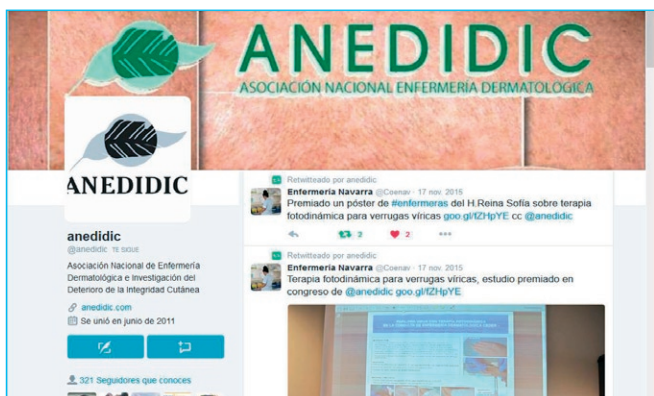 ANEDIDIC
ASOCIACIÓN NACIONAL ENFERMERÍA DERMATOLÓGICA
ANEDIDIC
anedidic
@anedidic TE SIGUE
Asociación Nacional de Enfermería
Dermatológica e Investigación del
Deterioro de la Integridad Cutánea
anedidic.com
Se unió en junio de 2011
321 Seguidores que conoces
Retwitteado por anedidic
Enfermería Navarra @Coenav · 17 nov. 2015
Premiado un póster de #enfermeras del H.Reina Sofía sobre terapia
fotodinámica para verrugas víricas goo.gl/fZHpYE cc @anedidic
2 2
Retwitteado por anedidic
Enfermería Navarra @Coenav · 17 nov. 2015
Terapia fotodinámica para verrugas víricas, estudio premiado en
congreso de @anedidic goo.gl/fZHpYE